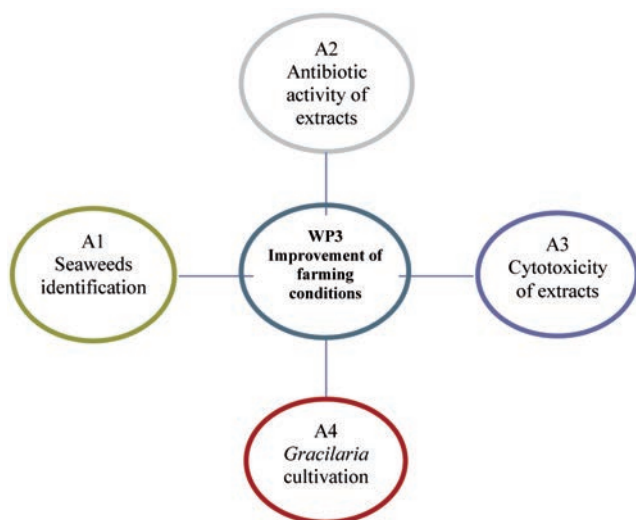 A2
Antibiotic
activity of
extracts
A1
Seaweeds
identification
WP3
Improvement of
farming
conditions
A3
Cytotoxicity
of extracts
A4
Gracilaria
cultivation